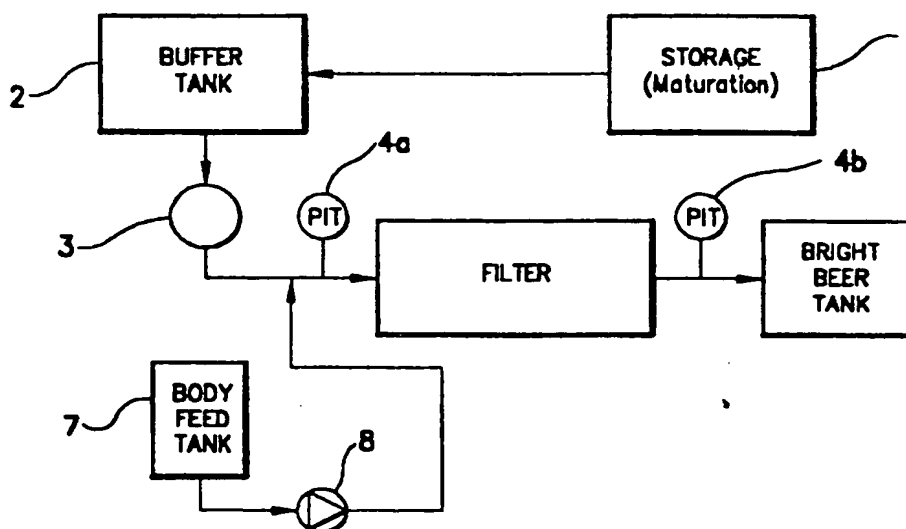 BUFFER
TANK
STORAGE
(Maturation)
2
4a
4b
PIT
PIT
3
FILTER
BRIGHT
BEER
TANK
BODY
FEED
TANK
7
8